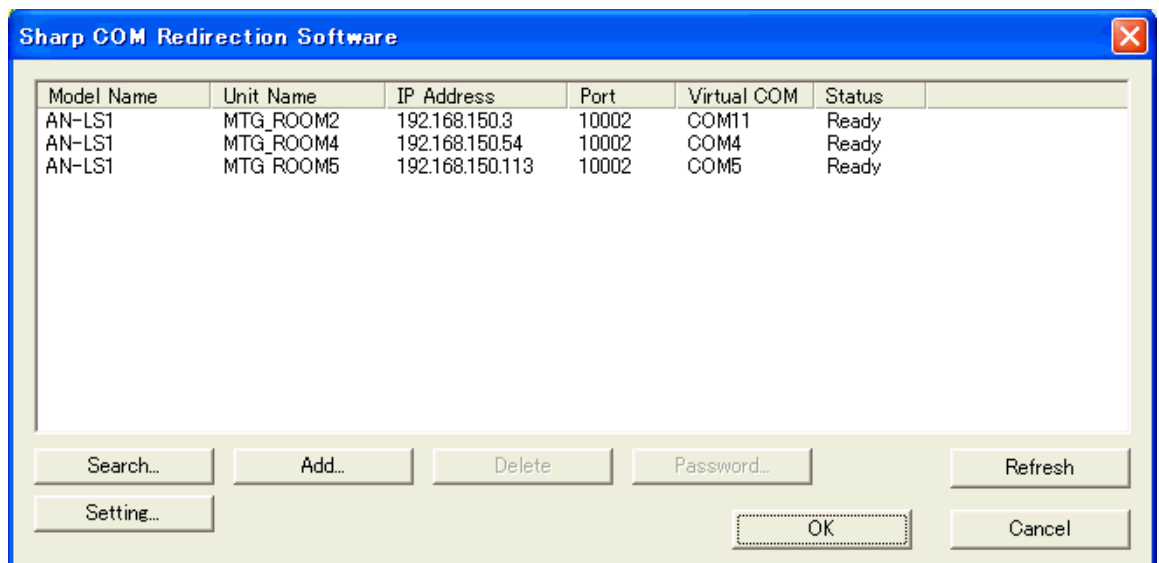 Sharp COM Redirection Software
Model Name Unit Name IP Address Port Virtual COM Status
AN-LS1 MTG_ROOM2 192.168.150.3 10002 COM11 Ready
AN-LS1 MTG_ROOM4 192.168.150.54 10002 COM4 Ready
AN-LS1 MTG ROOM5 192.168.150.113 10002 COM5 Ready
Search... Add... Delete Password... Refresh
Setting... OK Cancel